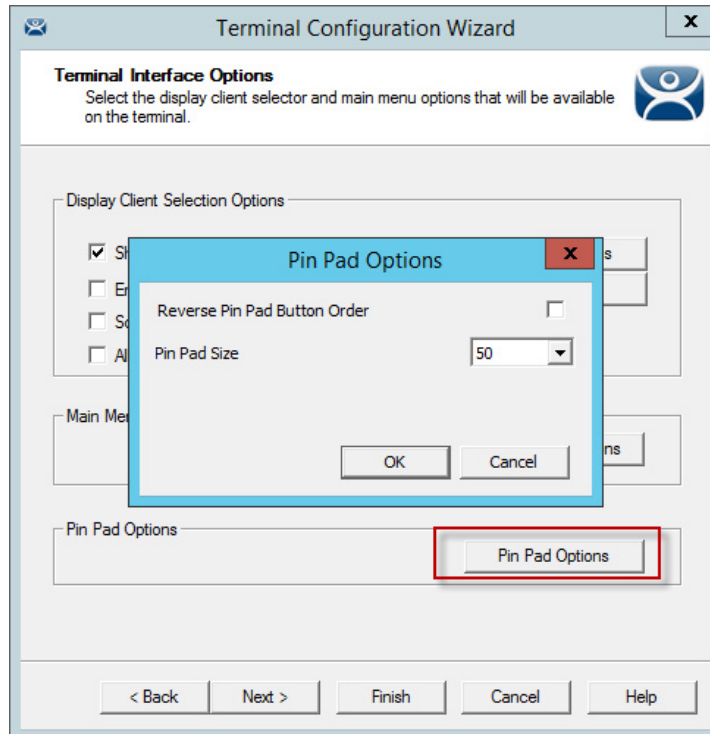 Terminal Configuration Wizard
x
Terminal Interface Options
Select the display client selector and main menu options that will be available
on the terminal.
Display Client Selection Options
Pin Pad Options
x
Reverse Pin Pad Button Order
Pin Pad Size
50
Main
OK
Cancel
Pin Pad Options
Pin Pad Options
< Back
Next >
Finish
Cancel
Help